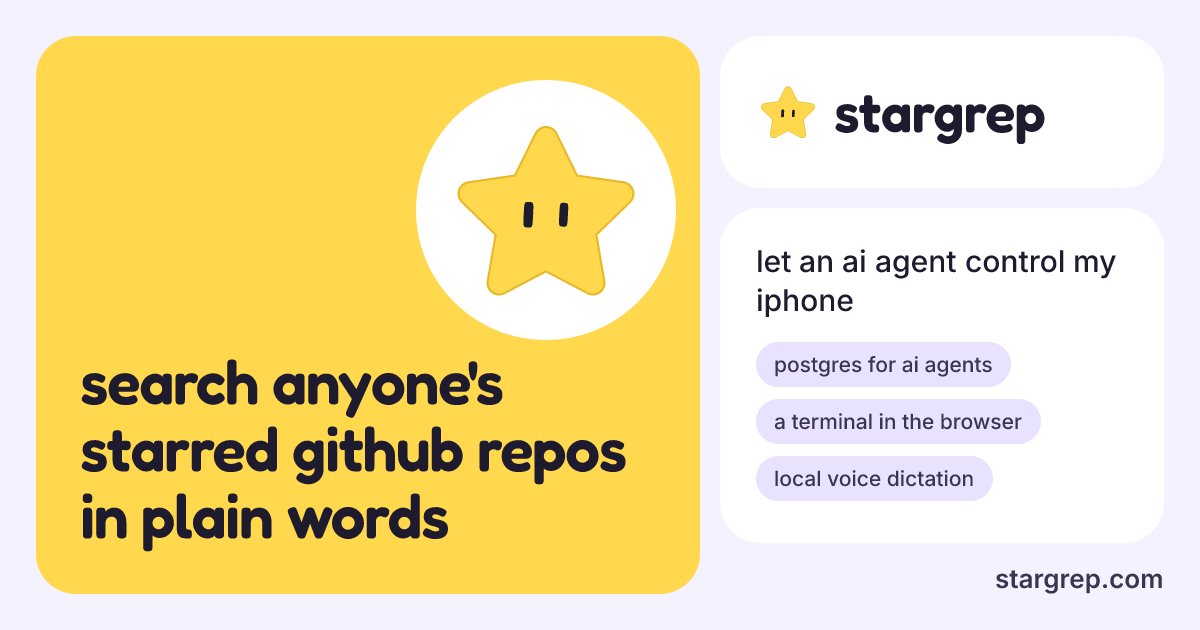 search anyone's
starred github repos
in plain words
stargrep
let an ai agent control my
iphone
postgres for ai agents
a terminal in the browser
local voice dictation
stargrep.com